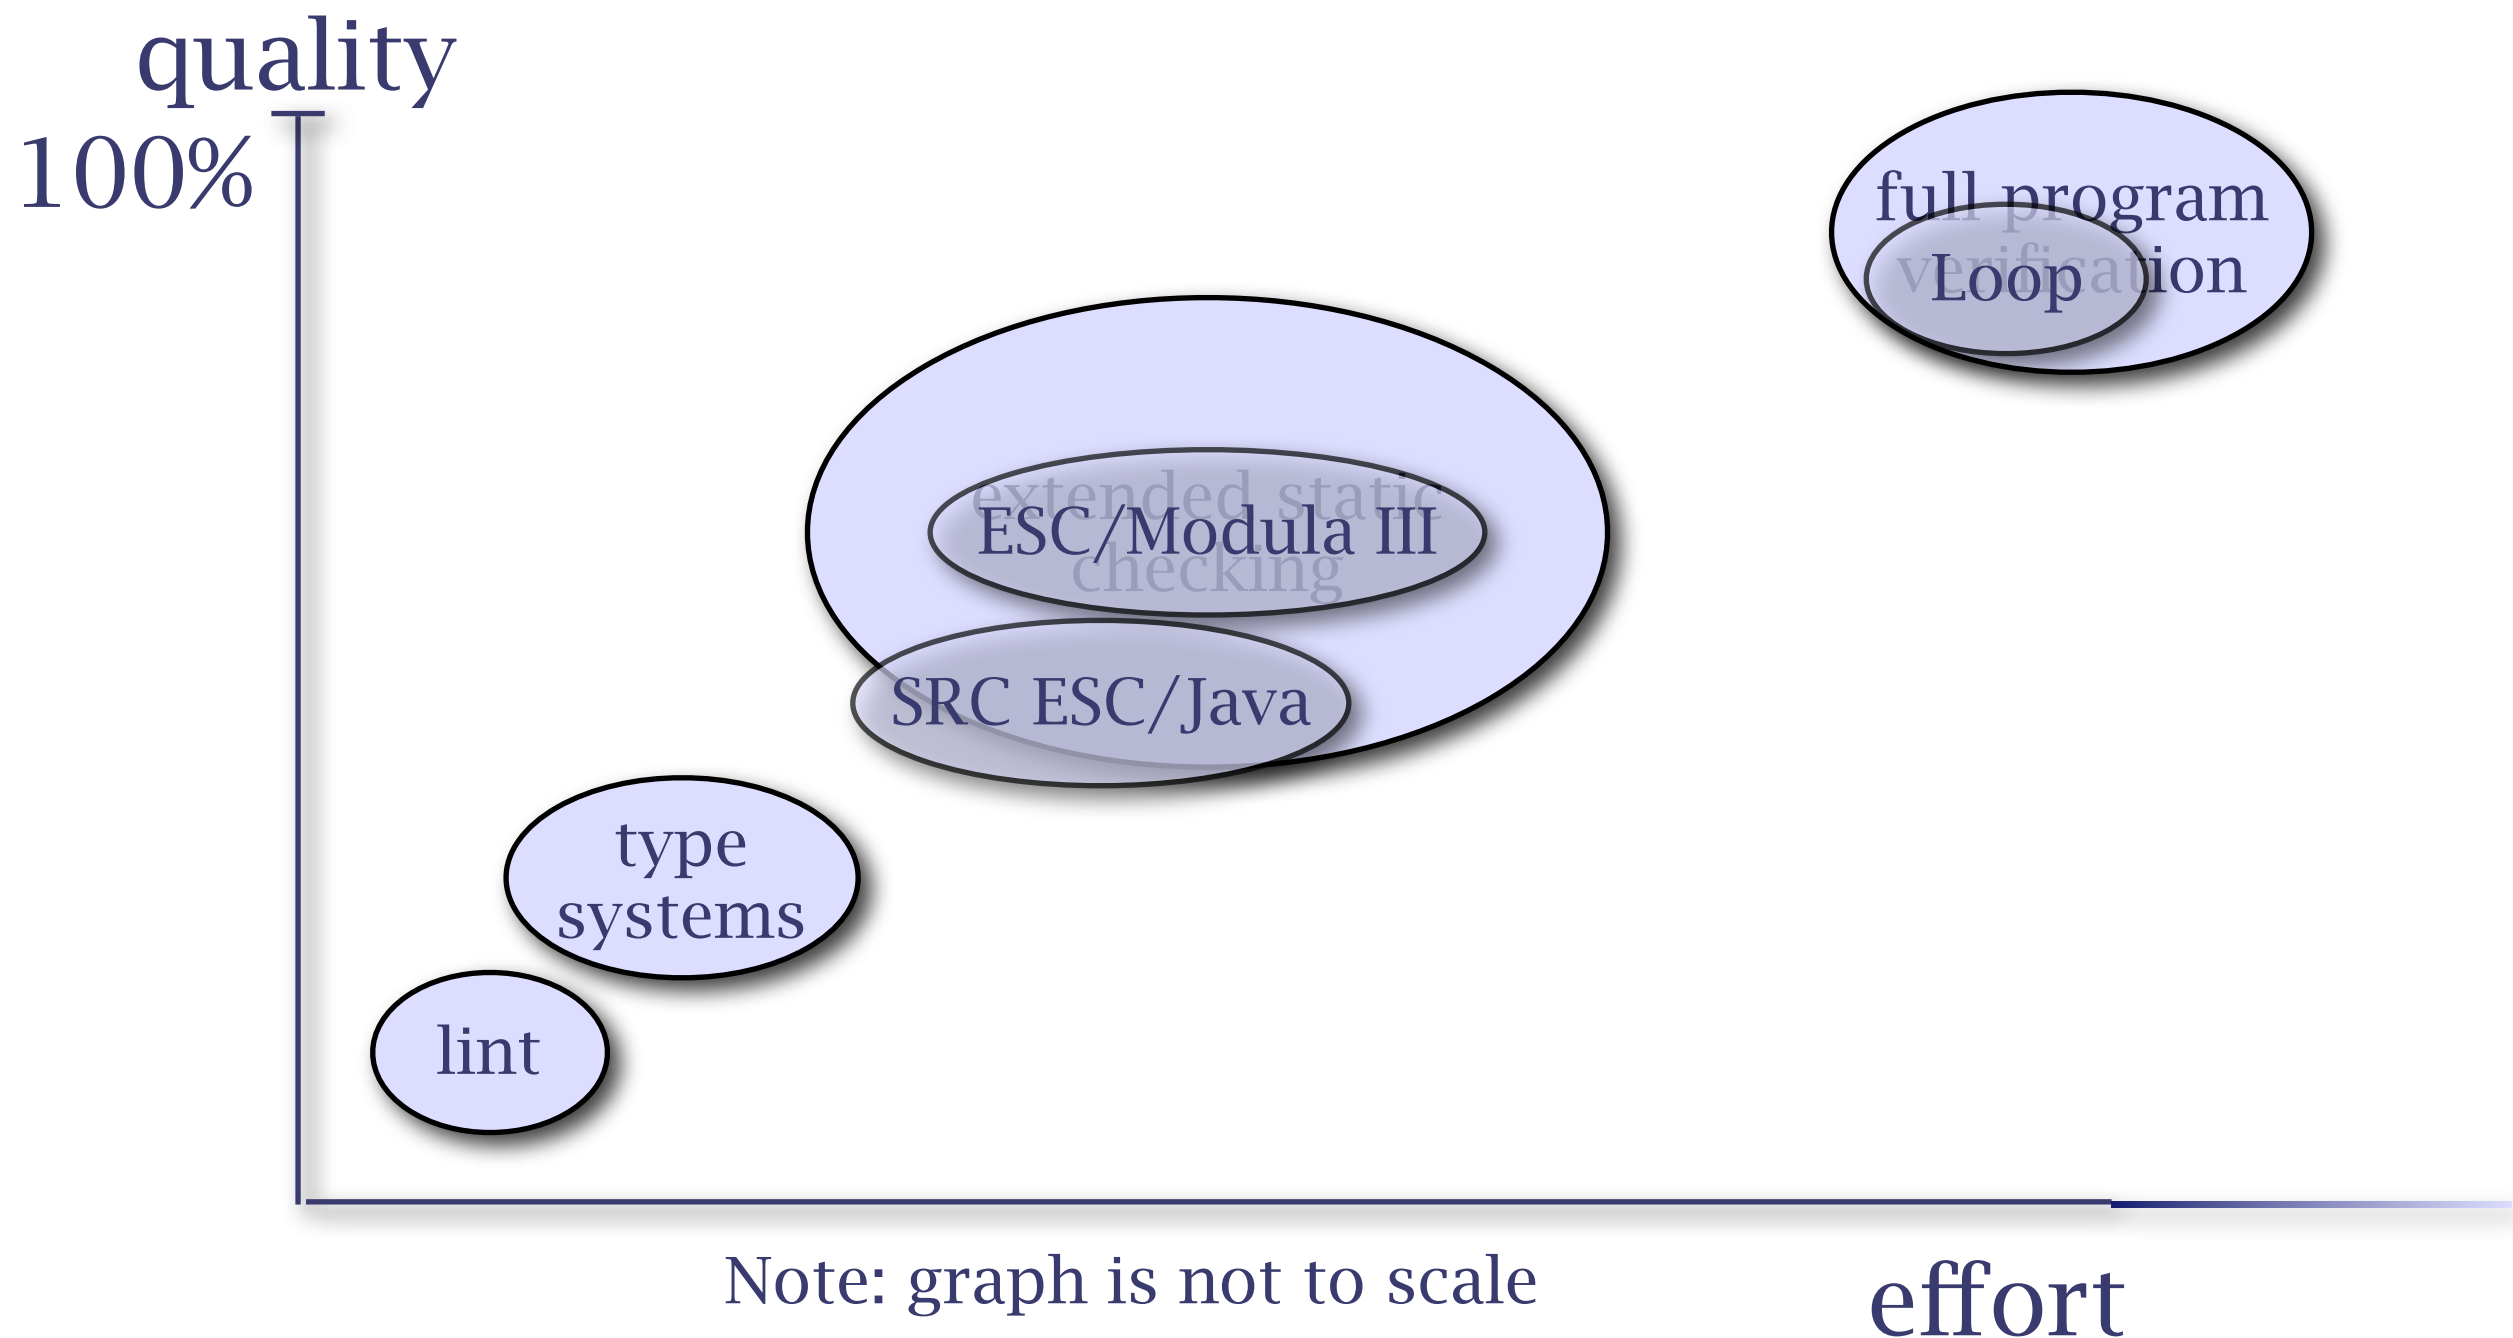 quality
100%
full program
verification
Loop
extended static
checking
ESC/Modula III
SRC ESC/Java
type
systems
lint
Note: graph is not to scale
effort